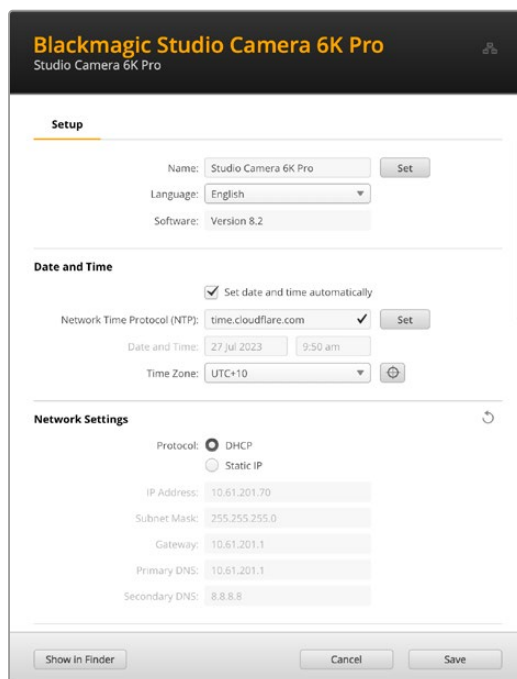 Blackmagic Studio Camera 6K Pro
Studio Camera 6K Pro
Setup
Name: Studio Camera 6K Pro Set
Language: English
Software: Version 8.2
Date and Time
Set date and time automatically
Network Time Protocol (NTP): time.cloudflare.com Set
Date and Time: 27 Jul 2023 9:50 am
Time Zone: UTC+10
Network Settings
Protocol: DHCP
Static IP
IP Address: 10.61.201.70
Subnet Mask: 255.255.255.0
Gateway: 10.61.201.1
Primary DNS: 10.61.201.1
Secondary DNS: 8.8.8.8
Show in Finder Cancel Save